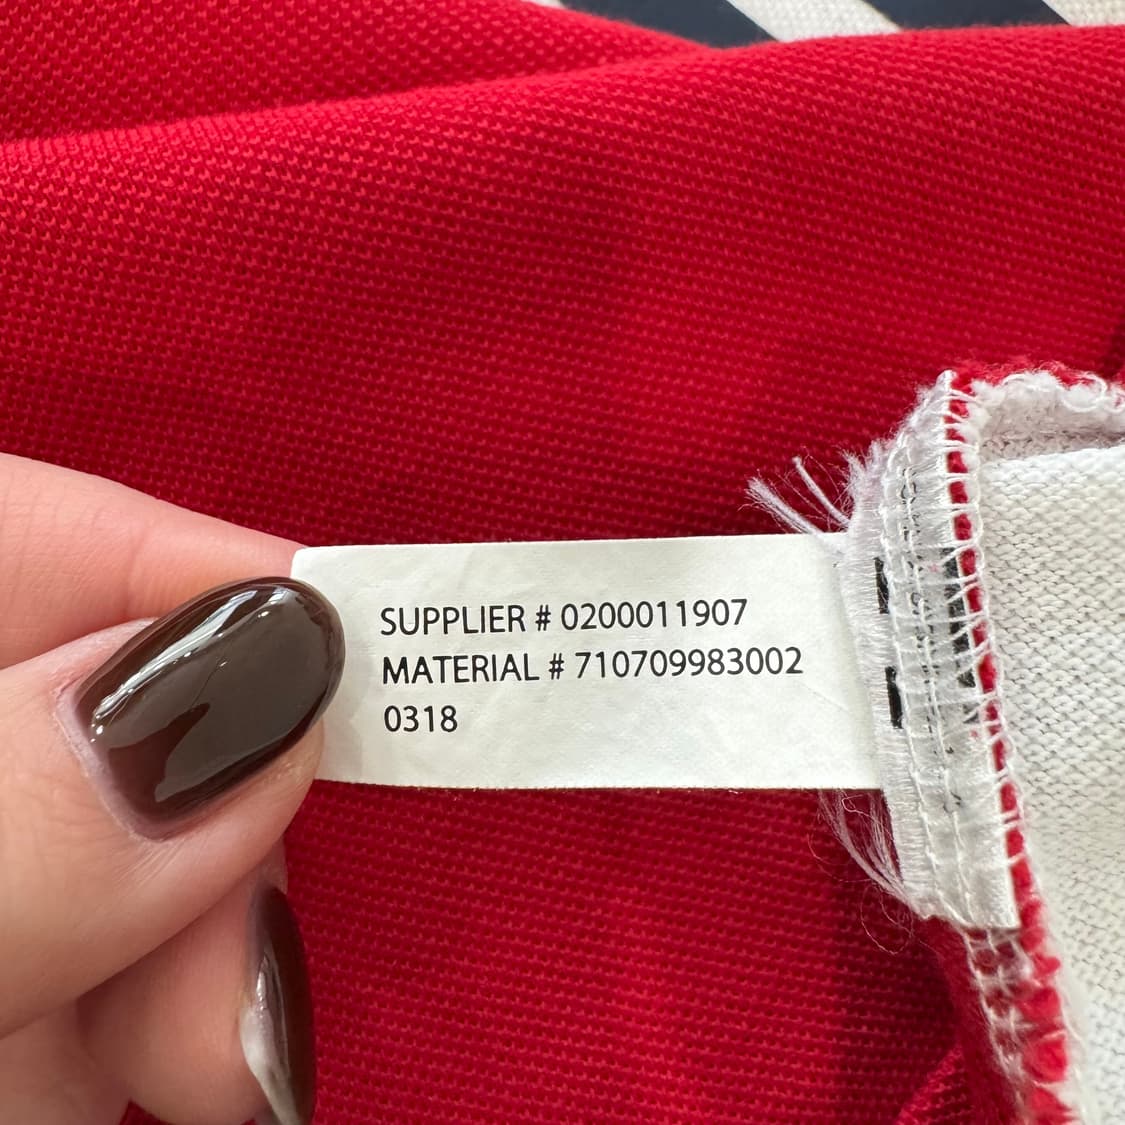 SUPPLIER # 0200011907
MATERIAL # 710709983002
0318